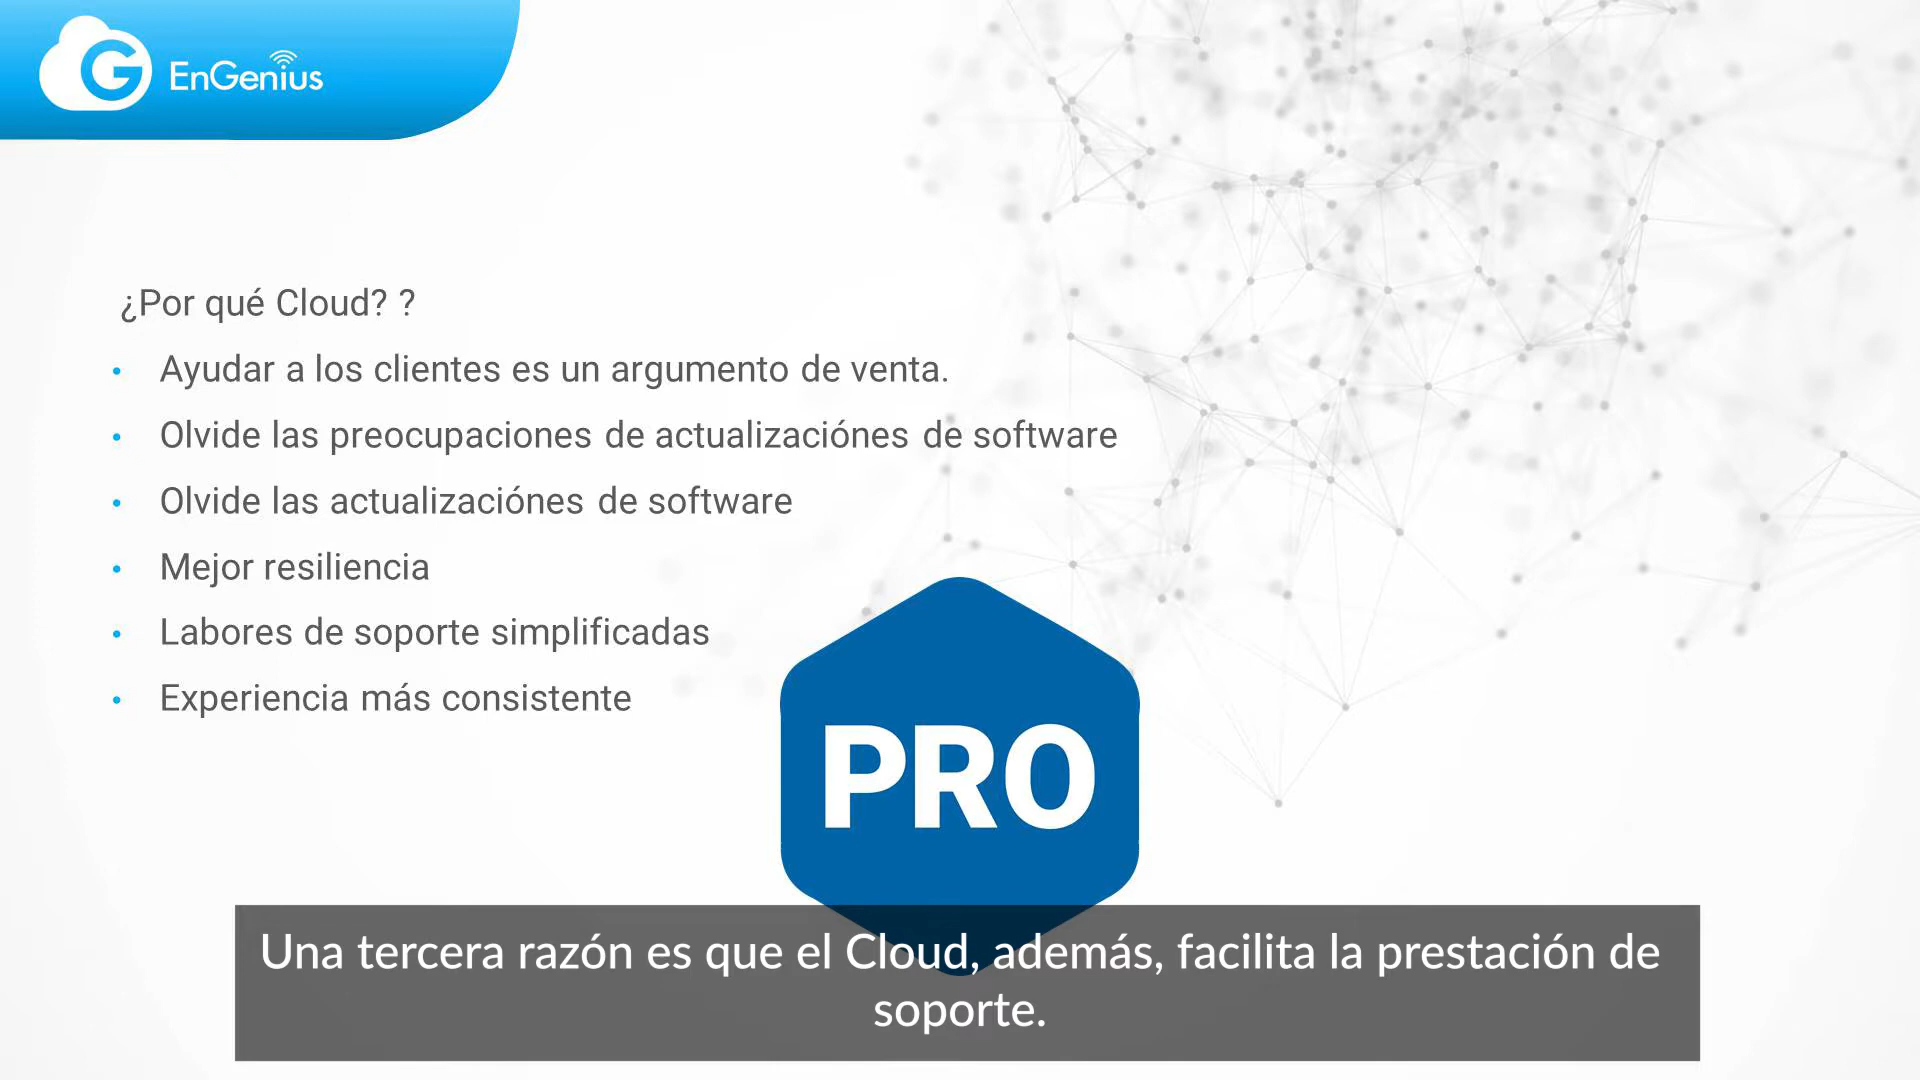 EnGenius
¿Por qué Cloud? ?
• Ayudar a los clientes es un argumento de venta.
• Olvide las preocupaciones de actualizaciónes de software
• Olvide las actualizaciónes de software
• Mejor resiliencia
• Labores de soporte simplificadas
• Experiencia más consistente
PRO
Una tercera razón es que el Cloud, además, facilita la prestación de
soporte.